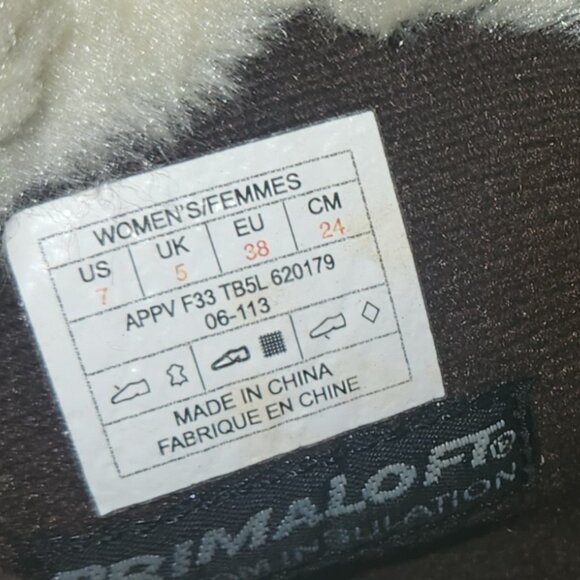 WOMEN'S/FEMMES
US UK EU CM
7 5 38 24
APPV F33 TB5L 620179
06-113
MADE IN CHINA
FABRIQUE EN CHINE
PRIMALOFT®
INSULATION